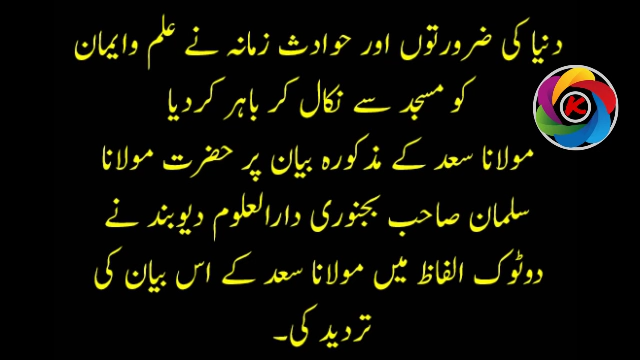 دنیا کی ضرورتوں اور حوادث زمانہ نے علم وایمان
کو مسجد سے نکال کر باہر کردیا
مولانا سعد کے مذکورہ بیان پر حضرت مولانا
سلمان صاحب بجنوری دارالعلوم دیوبند نے
دوٹوک الفاظ میں مولانا سعد کے اس بیان کی
تردید کی۔
K